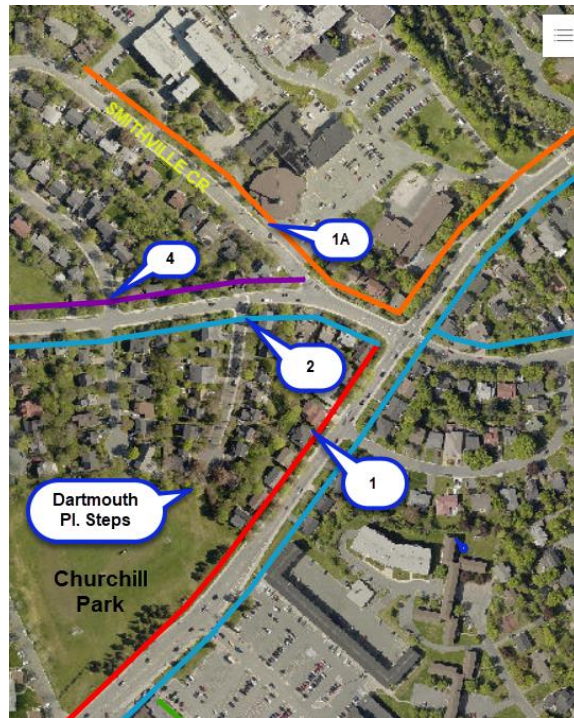 SMITHVILLE CR.
1A
4
2
1
Dartmouth
Pl. Steps
Churchill
Park